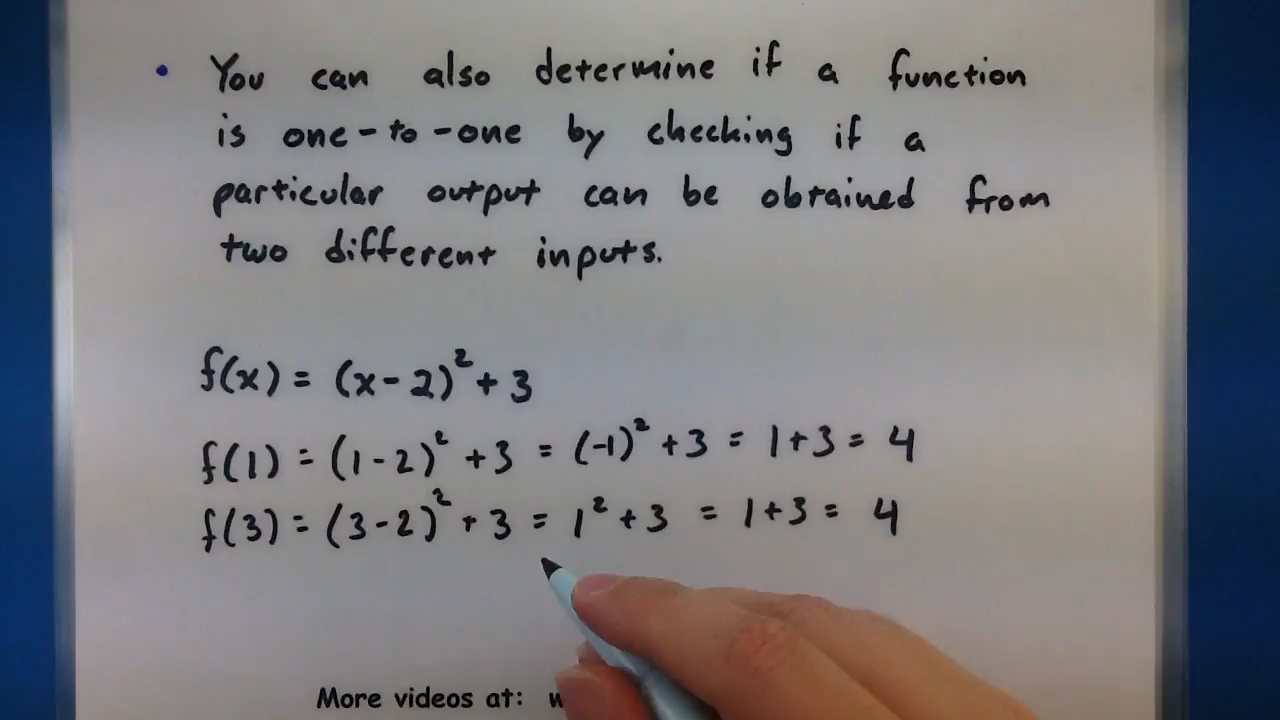 • You can also determine if a function
is one-to-one by checking if a
particular output can be obtained from
two different inputs.
f(x) = (x-2)² + 3
f(1) = (1-2)² + 3 = (-1)² + 3 = 1+3 = 4
f(3) = (3-2)² + 3 = 1² + 3 = 1+3 = 4
More videos at: